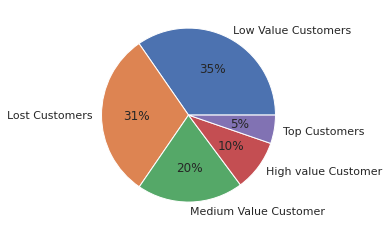 Low Value Customers
35%
Lost Customers
31%
5%
Top Customers
10%
High value Customer
20%
Medium Value Customer